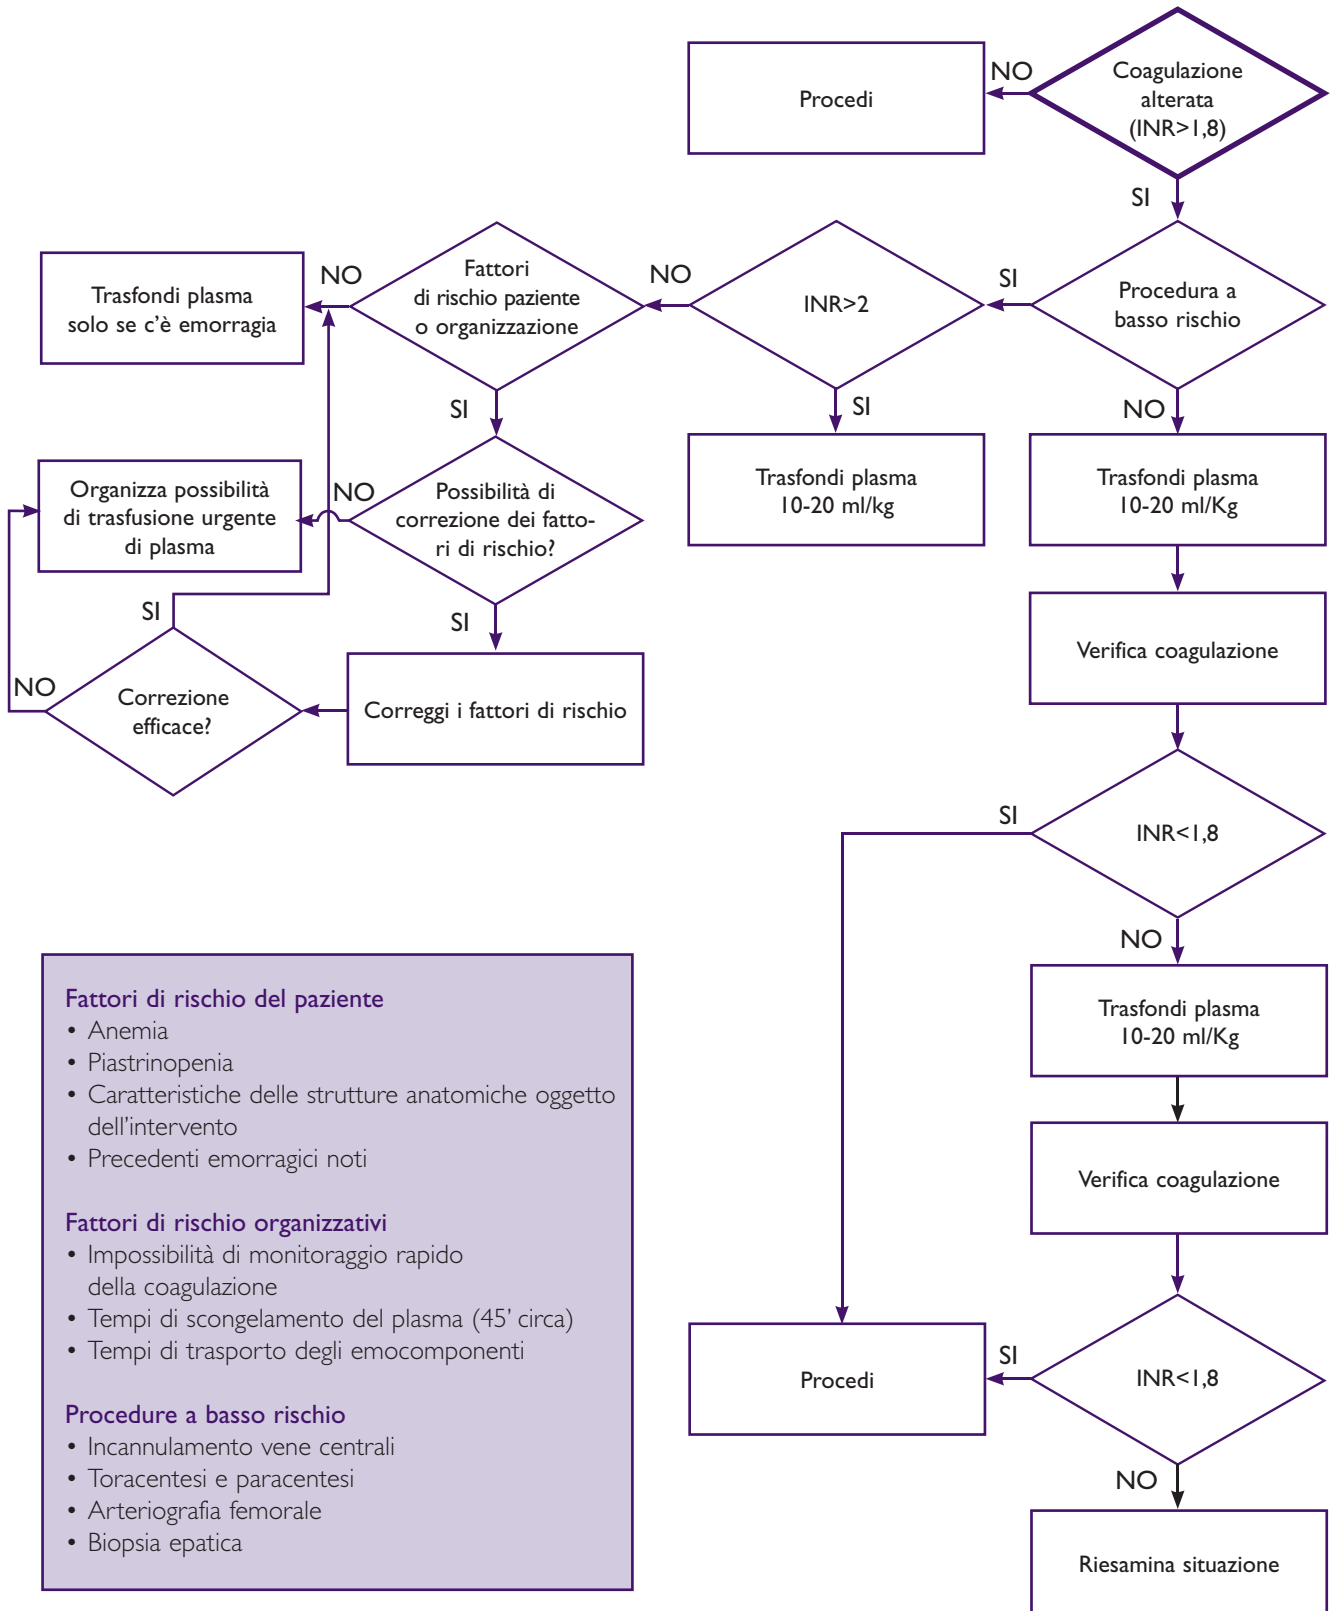 Coagulazione
alterata
(INR>1,8)
NO
Procedi
SI
Procedura a
basso rischio
SI
INR>2
NO
Fattori
di rischio paziente
o organizzazione
NO
Trasfondi plasma
solo se c'è emorragia
SI
Possibilità di
correzione dei fatto-
ri di rischio?
NO
Organizza possibilità
di trasfusione urgente
di plasma
SI
Correggi i fattori di rischio
Correzione
efficace?
SI
NO
SI
Trasfondi plasma
10-20 ml/kg
NO
Trasfondi plasma
10-20 ml/Kg
Verifica coagulazione
INR<1,8
SI
NO
Trasfondi plasma
10-20 ml/Kg
Verifica coagulazione
INR<1,8
SI
Procedi
NO
Riesamina situazione
Fattori di rischio del paziente
• Anemia
• Piastrinopenia
• Caratteristiche delle strutture anatomiche oggetto
dell'intervento
• Precedenti emorragici noti
Fattori di rischio organizzativi
• Impossibilità di monitoraggio rapido
della coagulazione
• Tempi di scongelamento del plasma (45' circa)
• Tempi di trasporto degli emocomponenti
Procedure a basso rischio
• Incannulamento vene centrali
• Toracentesi e paracentesi
• Arteriografia femorale
• Biopsia epatica